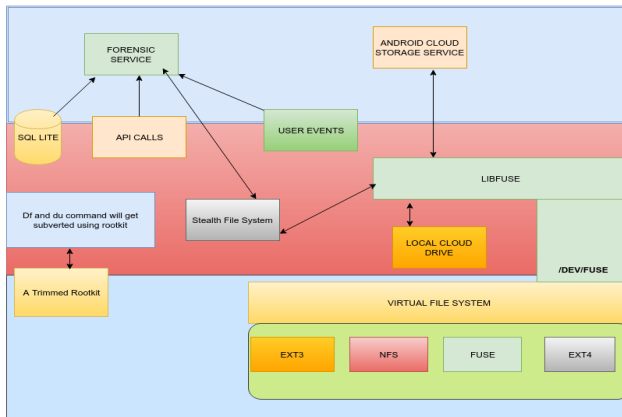 FORENSIC
SERVICE
ANDROID CLOUD
STORAGE SERVICE
SQL LITE
API CALLS
USER EVENTS
LIBFUSE
Df and du command will get
subverted using rootkit
Stealth File System
LOCAL CLOUD
DRIVE
/DEV/FUSE
A Trimmed Rootkit
VIRTUAL FILE SYSTEM
EXT3
NFS
FUSE
EXT4